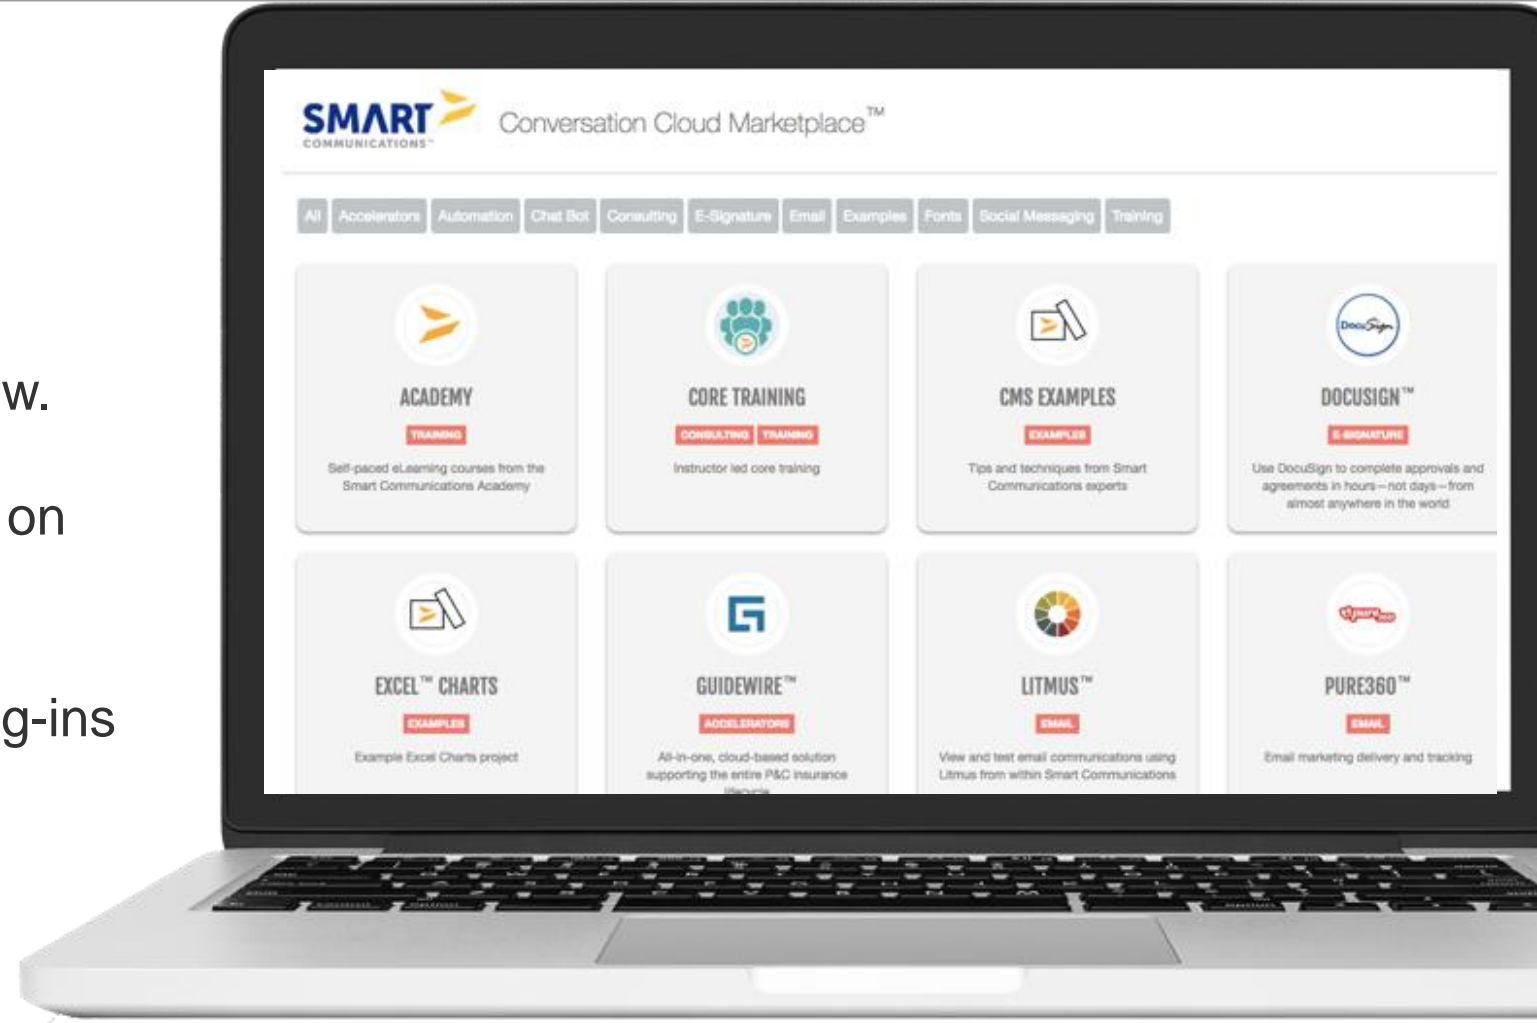 w.
on
g-ins
SMART
COMMUNICATIONS™
Conversation Cloud Marketplace™
All Accelerators Automation Chat Bot Consulting E-Signature Email Examples Fonts Social Messaging Training
ACADEMY
TRAINING
Self-paced eLearning courses from the
Smart Communications Academy
CORE TRAINING
CONSULTING TRAINING
Instructor led core training
CMS EXAMPLES
EXAMPLES
Tips and techniques from Smart
Communications experts
DocuSign
DOCUSIGN™
E-SIGNATURE
Use DocuSign to complete approvals and
agreements in hours—not days—from
almost anywhere in the world
EXCEL™ CHARTS
EXAMPLES
Example Excel Charts project
GUIDEWIRE™
ACCELERATORS
All-in-one, cloud-based solution
supporting the entire P&C insurance
lifecycle
LITMUS™
EMAIL
View and test email communications using
Litmus from within Smart Communications
pure360
PURE360™
EMAIL
Email marketing delivery and tracking